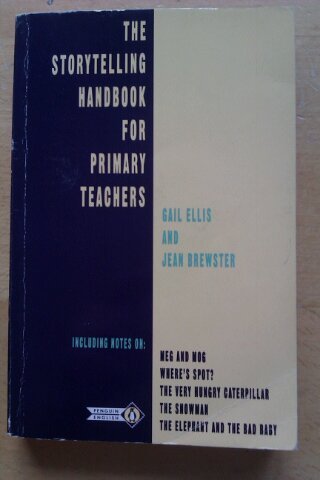 THE
STORYTELLING
HANDBOOK
FOR
PRIMARY
TEACHERS
GAIL ELLIS
AND
JEAN BREWSTER
INCLUDING NOTES ON:
MEG AND MOG
WHERE'S SPOT?
THE VERY HUNGRY CATERPILLAR
THE SNOWMAN
THE ELEPHANT AND THE BAD BABY
PENGUIN
ENGLISH